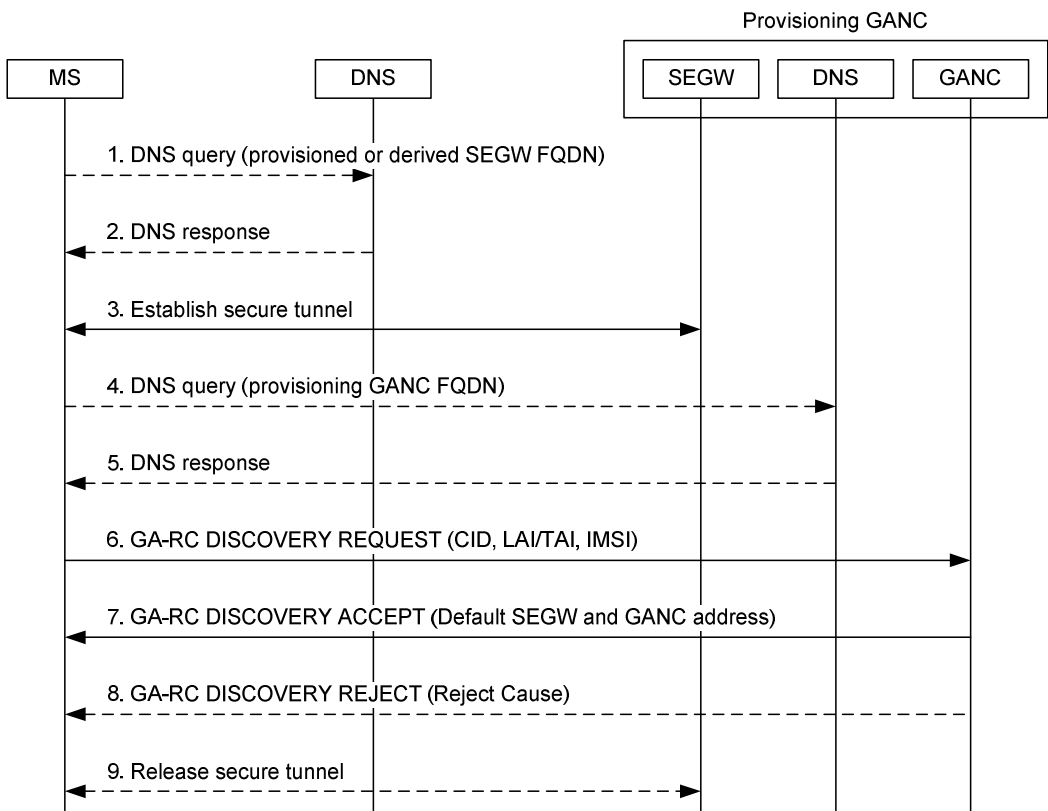 Provisioning GANC
MS
DNS
SEGW
DNS
GANC
1. DNS query (provisioned or derived SEGW FQDN)
2. DNS response
3. Establish secure tunnel
4. DNS query (provisioning GANC FQDN)
5. DNS response
6. GA-RC DISCOVERY REQUEST (CID, LAI/TAI, IMSI)
7. GA-RC DISCOVERY ACCEPT (Default SEGW and GANC address)
8. GA-RC DISCOVERY REJECT (Reject Cause)
9. Release secure tunnel